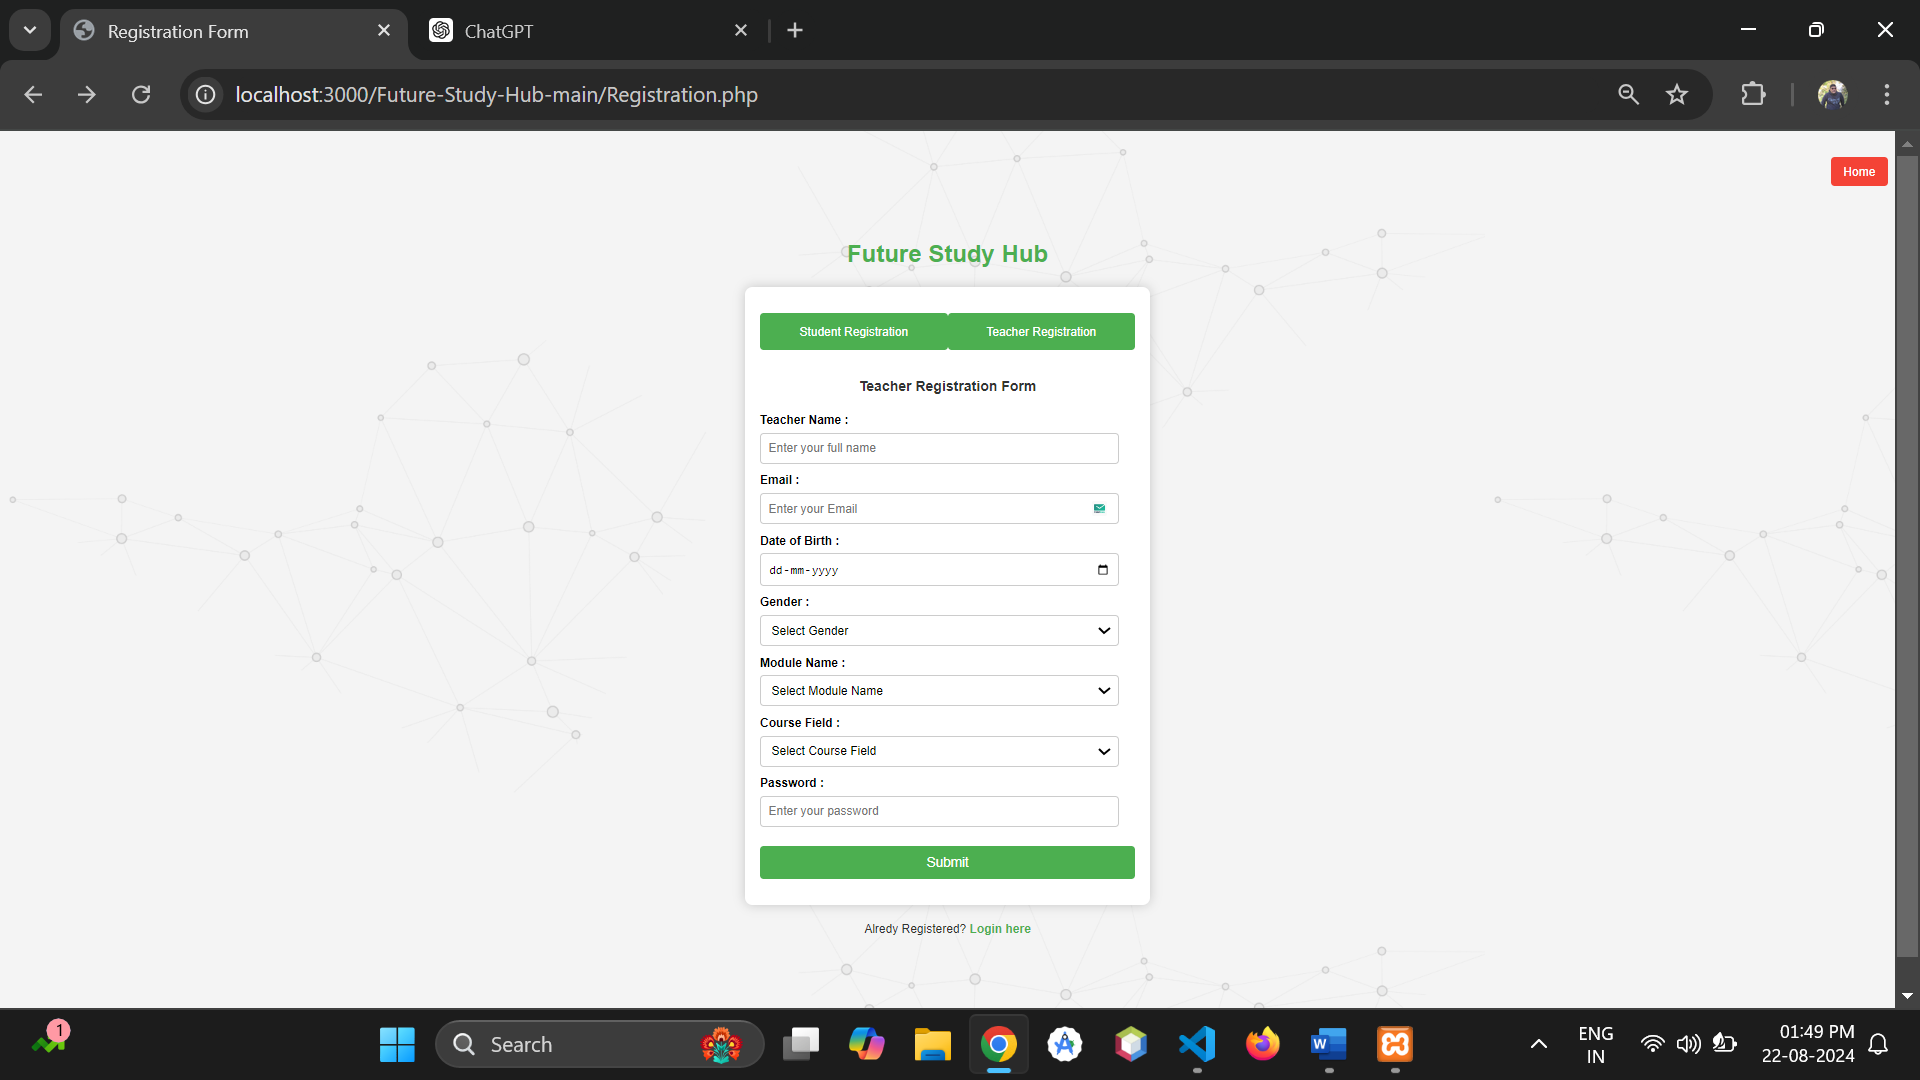 Registration Form
ChatGPT
localhost:3000/Future-Study-Hub-main/Registration.php
Home
Future Study Hub
Student Registration
Teacher Registration
Teacher Registration Form
Teacher Name :
Enter your full name
Email :
Enter your Email
Date of Birth :
dd-mm-yyyy
Gender :
Select Gender
Module Name :
Select Module Name
Course Field :
Select Course Field
Password :
Enter your password
Submit
Alredy Registered? Login here
1
Search
W
ENG
IN
01:49 PM
22-08-2024